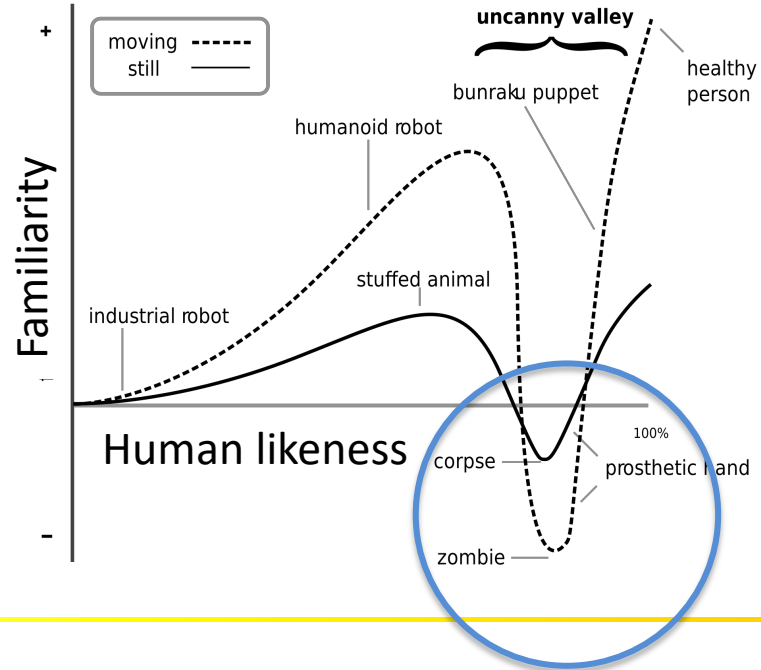 +
uncanny valley
moving
still
healthy
person
bunraku puppet
humanoid robot
Familiarity
stuffed animal
industrial robot
Human likeness
100%
corpse
prosthetic hand
−
zombie